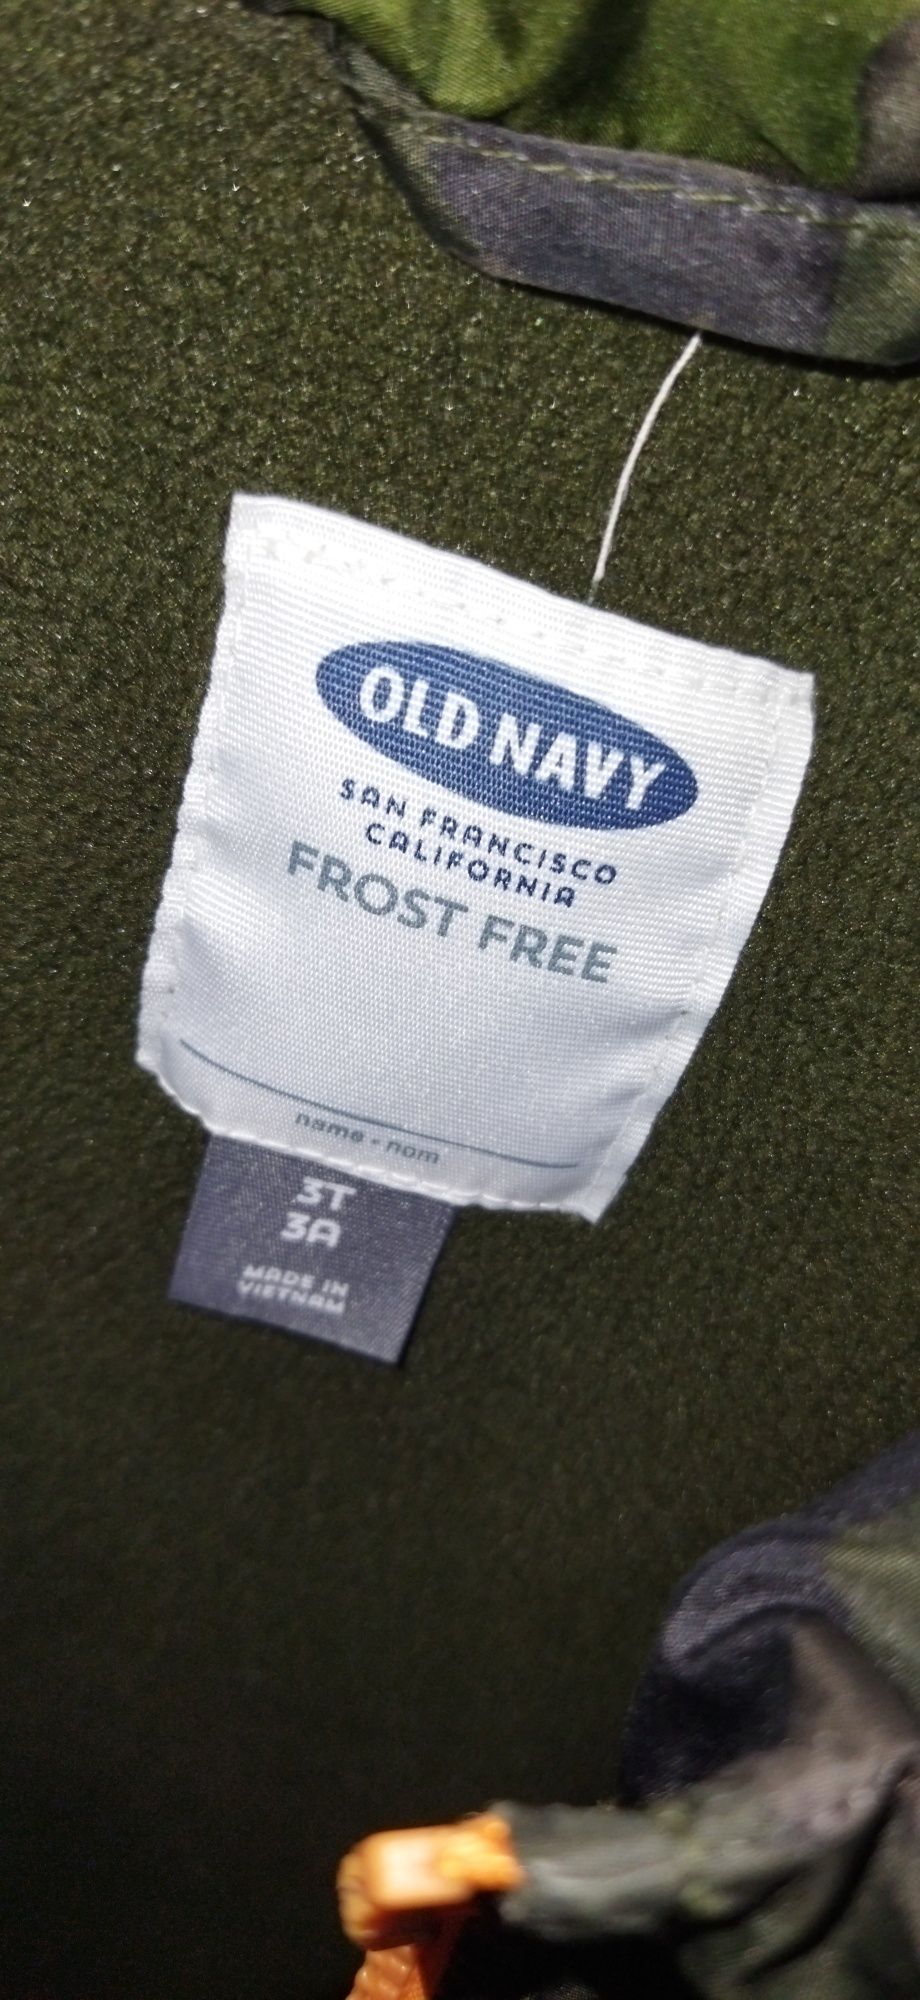 OLD NAVY
SAN FRANCISCO
CALIFORNIA
FROST FREE
name • nom
3T
3A
MADE IN
VIETNAM